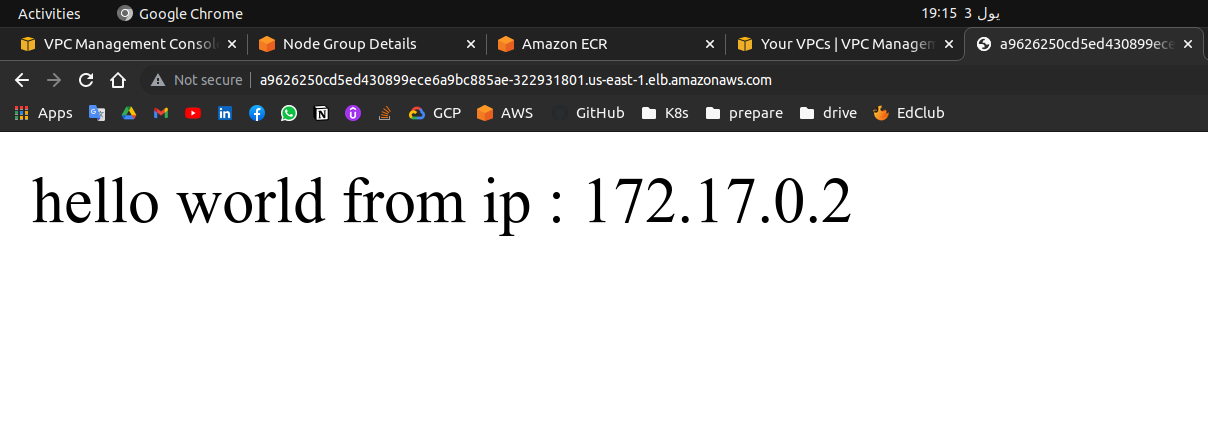 Activities Google Chrome 19:15 3 يول
VPC Management Consol Node Group Details Amazon ECR Your VPCs | VPC Managem a9626250cd5ed430899ece
Not secure a9626250cd5ed430899ece6a9bc885ae-322931801.us-east-1.elb.amazonaws.com
Apps GCP AWS GitHub K8s prepare drive EdClub
hello world from ip : 172.17.0.2